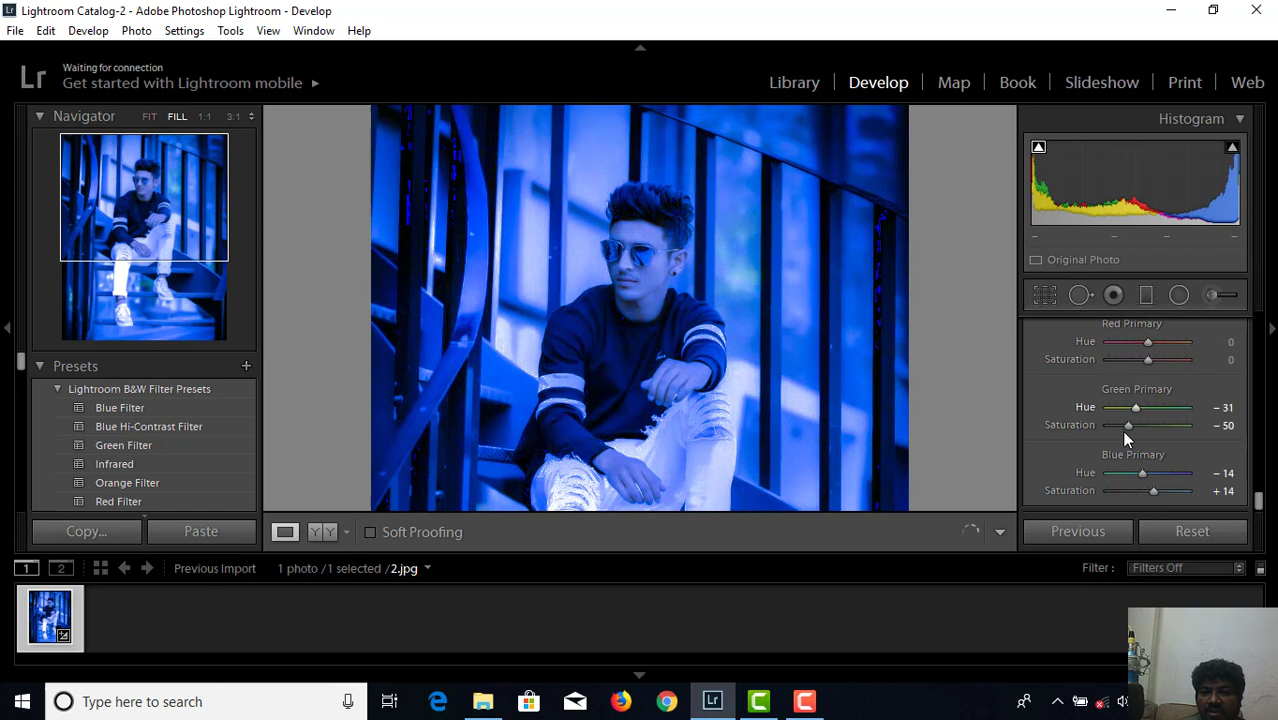 Lightroom Catalog-2 - Adobe Photoshop Lightroom - Develop
File Edit Develop Photo Settings Tools View Window Help
Lr
Waiting for connection
Get started with Lightroom mobile
Library Develop Map Book Slideshow Print Web
Navigator FIT FILL 1:1 3:1
Histogram
Original Photo
Red Primary
Hue 0
Saturation 0
Green Primary
Hue – 31
Saturation – 50
Blue Primary
Hue – 14
Saturation + 14
Presets +
Lightroom B&W Filter Presets
Blue Filter
Blue Hi-Contrast Filter
Green Filter
Infrared
Orange Filter
Red Filter
Copy... Paste
Y Y
Soft Proofing
Previous Reset
1 2 Previous Import 1 photo / 1 selected / 2.jpg
Filter : Filters Off
Type here to search
Lr